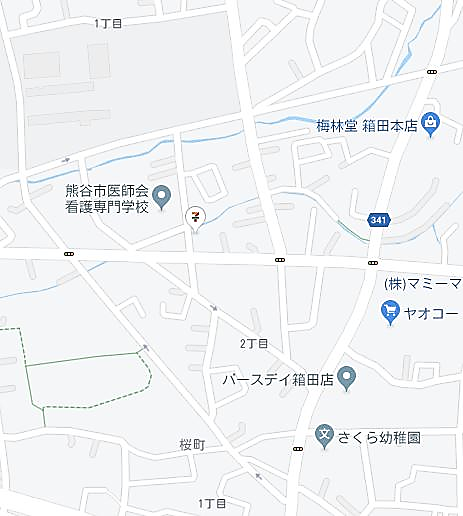 1丁目
梅林堂 箱田本店
熊谷市医師会
看護専門学校
7
341
(株)マミーマ
ヤオコー
2丁目
バースデイ箱田店
文
さくら幼稚園
桜町
1丁目